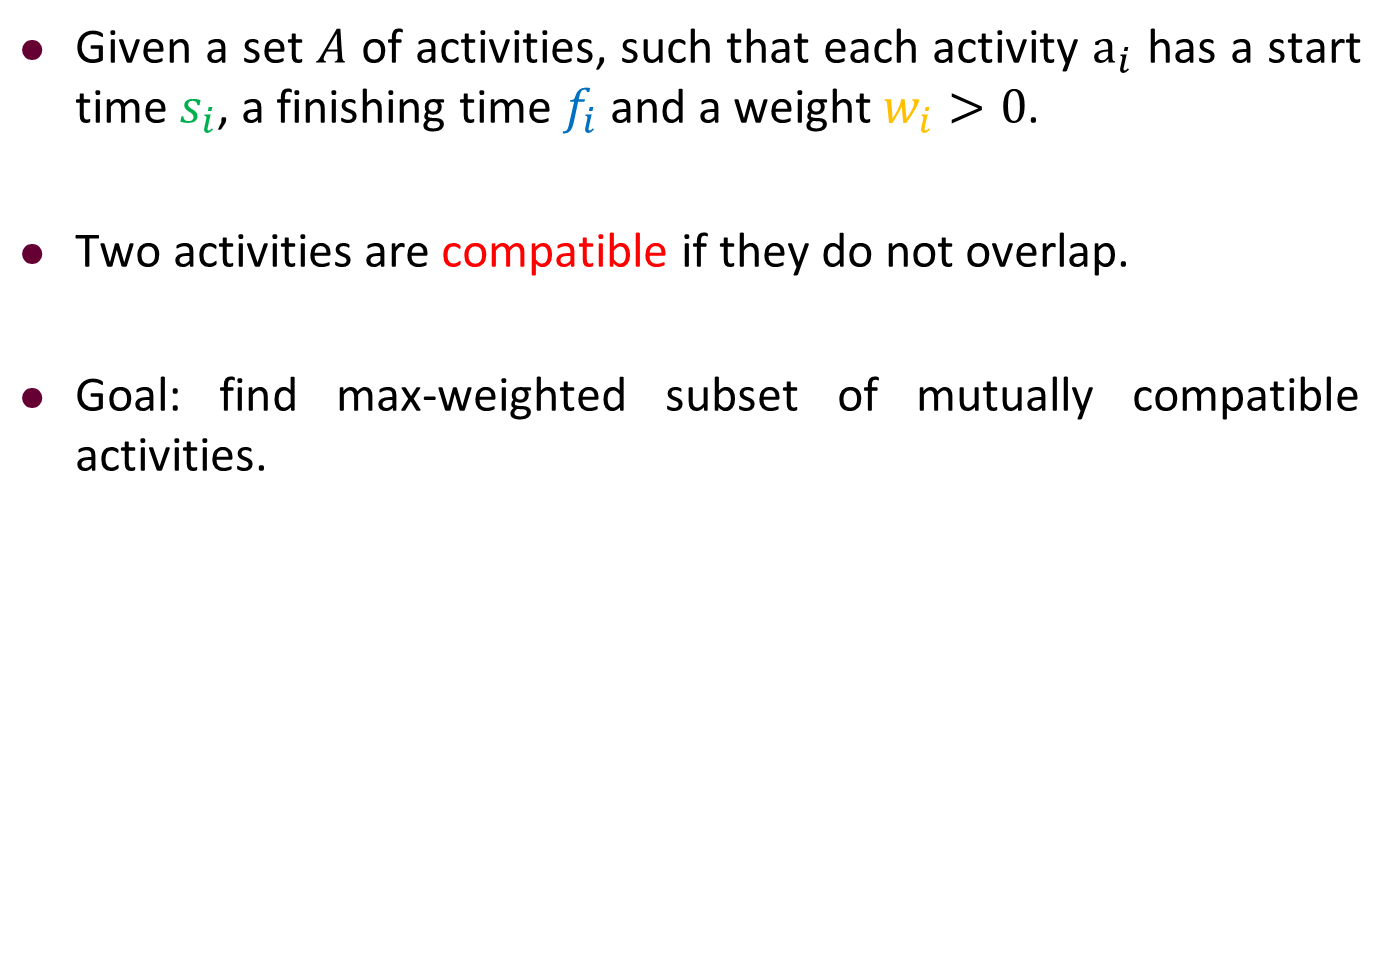 • Given a set A of activities, such that each activity aᵢ has a start
time sᵢ, a finishing time fᵢ and a weight wᵢ > 0.
• Two activities are compatible if they do not overlap.
• Goal: find max-weighted subset of mutually compatible
activities.